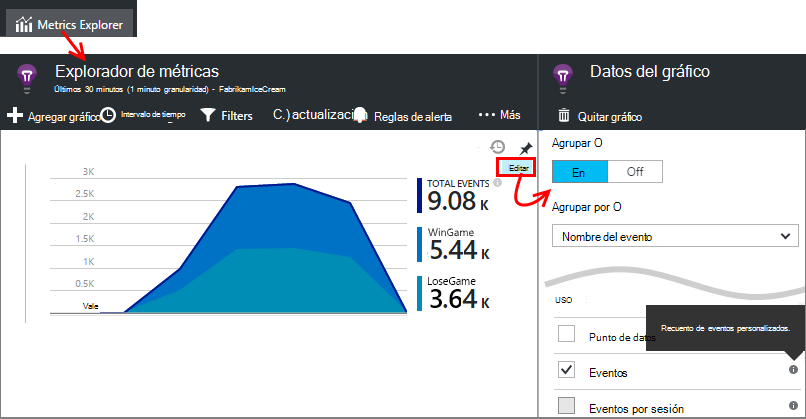 Metrics Explorer
Explorador de métricas
Últimos 30 minutos (1 minuto granularidad) - FabrikamIceCream
Agregar gráfico
Intervalo de tiempo
Filters
C.) actualizació
Reglas de alerta
Más
Editar
3K
2.5K
2K
1.5K
1K
0.5K
Vale
TOTAL EVENTS
9.08 K
WinGame
5.44 K
LoseGame
3.64 K
Datos del gráfico
Quitar gráfico
Agrupar O
En
Off
Agrupar por O
Nombre del evento
USO
Recuento de eventos personalizados.
Punto de datos
Eventos
Eventos por sesión